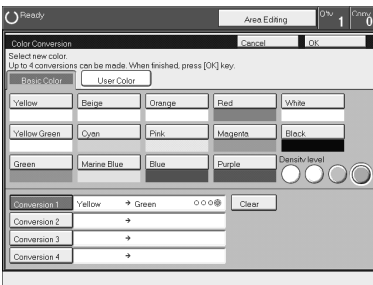 Ready
Area Editing
Q'ty 1 Copy 0
Color Conversion Cancel OK
Select new color.
Up to 4 conversions can be made. When finished, press [OK] key.
Basic Color User Color
Yellow Beige Orange Red White
Yellow Green Cyan Pink Magenta Black
Green Marine Blue Blue Purple Density level
Conversion 1 Yellow → Green Clear
Conversion 2 →
Conversion 3 →
Conversion 4 →